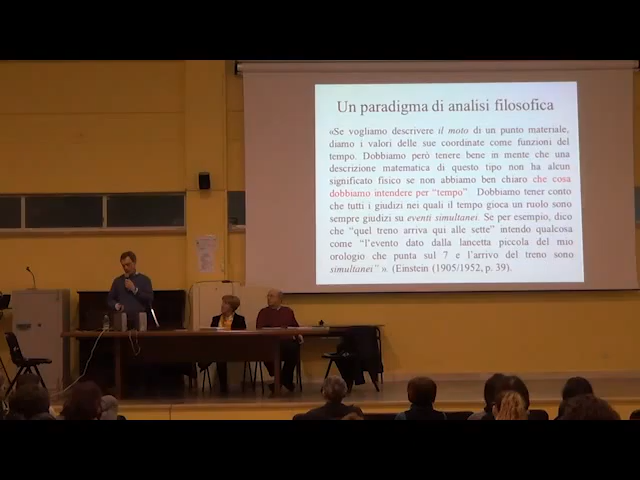 Un paradigma di analisi filosofica
«Se vogliamo descrivere il moto di un punto materiale,
diamo i valori delle sue coordinate come funzioni del
tempo. Dobbiamo però tenere bene in mente che una
descrizione matematica di questo tipo non ha alcun
significato fisico se non abbiamo ben chiaro che cosa
dobbiamo intendere per "tempo". Dobbiamo tener conto
che tutti i giudizi nei quali il tempo gioca un ruolo sono
sempre giudizi su eventi simultanei. Se per esempio, dico
che "quel treno arriva qui alle sette" intendo qualcosa
come "l'evento dato dalla lancetta piccola del mio
orologio che punta sul 7 e l'arrivo del treno sono
simultanei" ». (Einstein (1905/1952, p. 39).